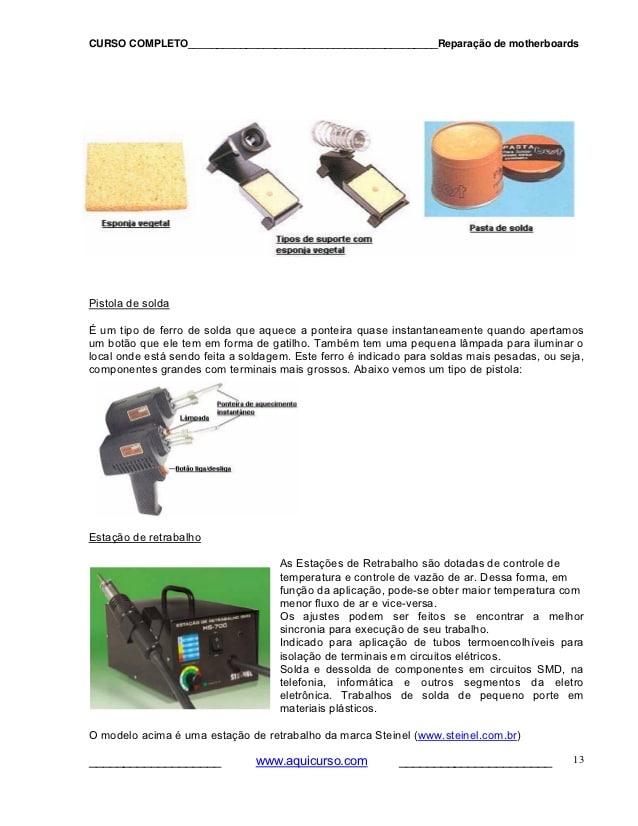 CURSO COMPLETO__________________________________________Reparação de motherboards
PASTA
best
Esponja vegetal
Tipos de suporte com
esponja vegetal
Pasta de solda
Pistola de solda
É um tipo de ferro de solda que aquece a ponteira quase instantaneamente quando apertamos
um botão que ele tem em forma de gatilho. Também tem uma pequena lâmpada para iluminar o
local onde está sendo feita a soldagem. Este ferro é indicado para soldas mais pesadas, ou seja,
componentes grandes com terminais mais grossos. Abaixo vemos um tipo de pistola:
Ponteira de aquecimento
instantâneo
Lâmpada
Botão liga/desliga
Estação de retrabalho
As Estações de Retrabalho são dotadas de controle de
temperatura e controle de vazão de ar. Dessa forma, em
função da aplicação, pode-se obter maior temperatura com
menor fluxo de ar e vice-versa.
Os ajustes podem ser feitos se encontrar a melhor
sincronia para execução de seu trabalho.
Indicado para aplicação de tubos termoencolhíveis para
isolação de terminais em circuitos elétricos.
Solda e dessolda de componentes em circuitos SMD, na
telefonia, informática e outros segmentos da eletro
eletrônica. Trabalhos de solda de pequeno porte em
materiais plásticos.
ESTAÇÃO DE RETRABALHO SMD
HS-700
STEINEL
O modelo acima é uma estação de retrabalho da marca Steinel (www.steinel.com.br)
___________________ www.aquicurso.com ______________________ 13